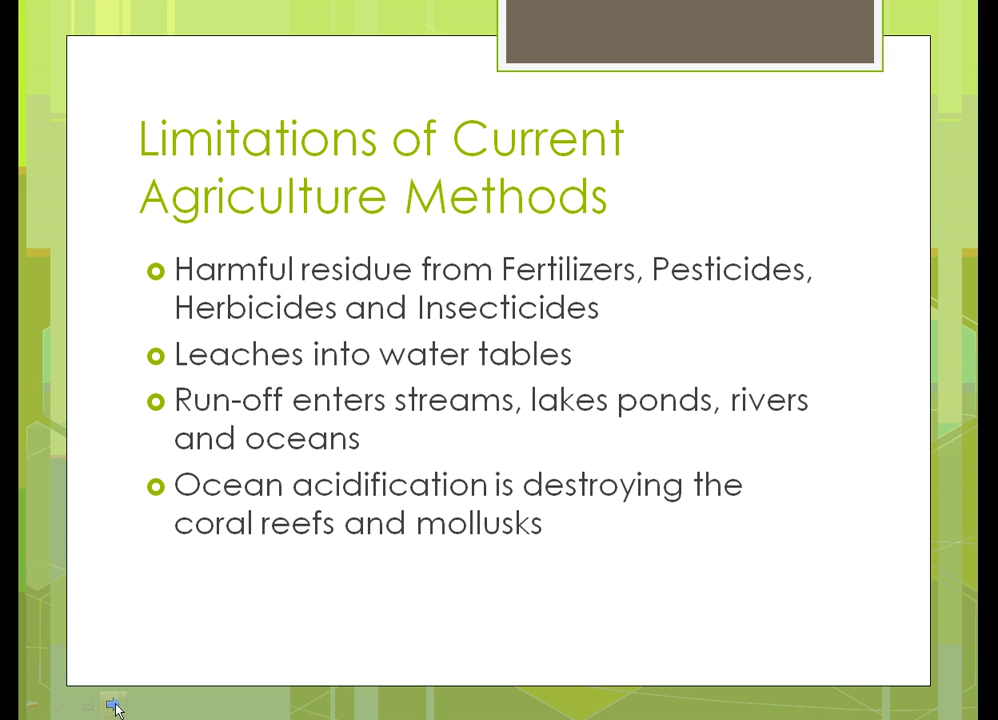 Limitations of Current
Agriculture Methods
Harmful residue from Fertilizers, Pesticides,
Herbicides and Insecticides
Leaches into water tables
Run-off enters streams, lakes ponds, rivers
and oceans
Ocean acidification is destroying the
coral reefs and mollusks